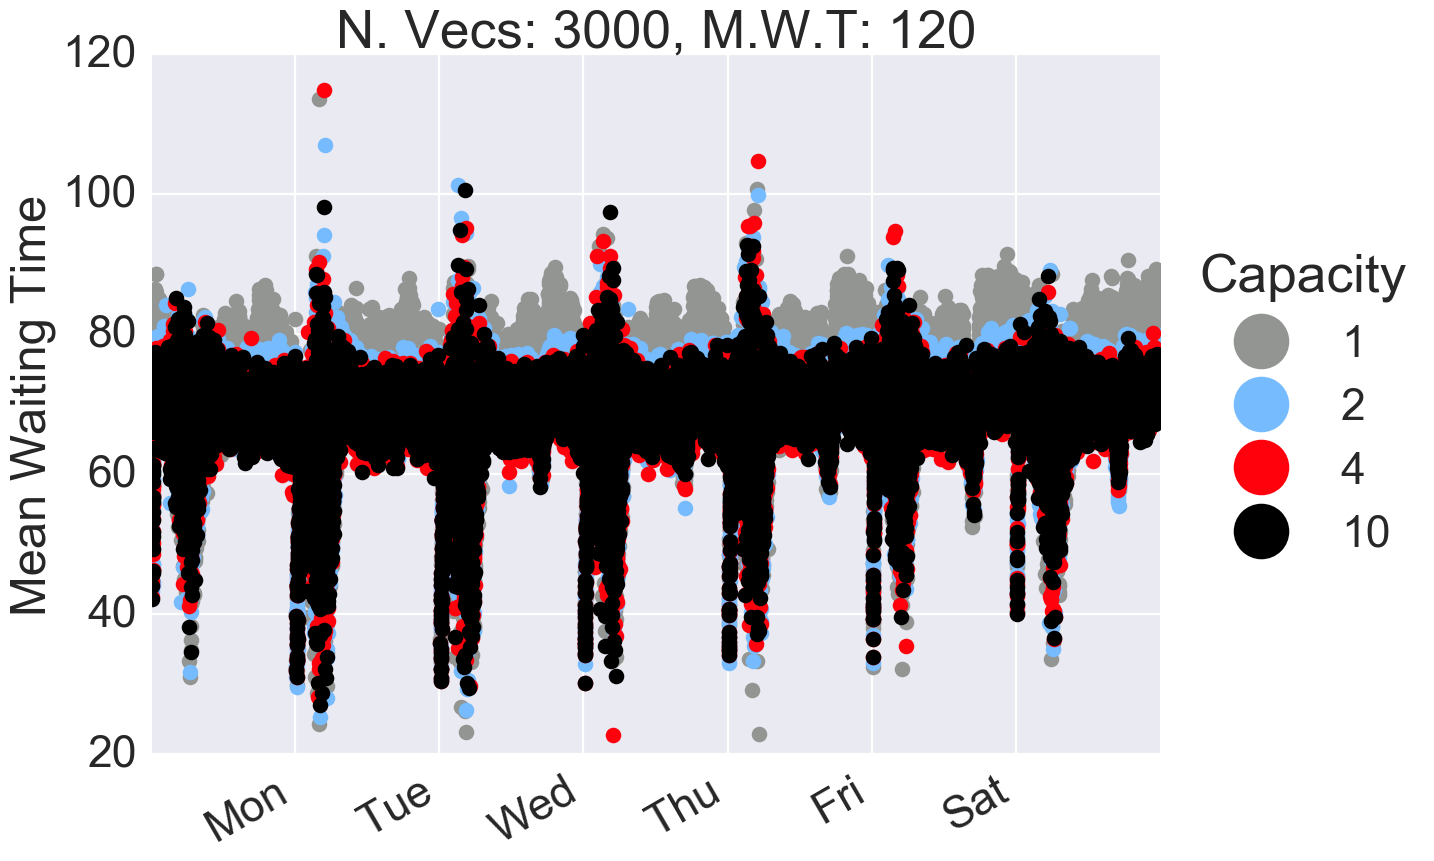 N. Vecs: 3000, M.W.T: 120
Mean Waiting Time
120
100
80
60
40
20
Mon
Tue
Wed
Thu
Fri
Sat
Capacity
1
2
4
10